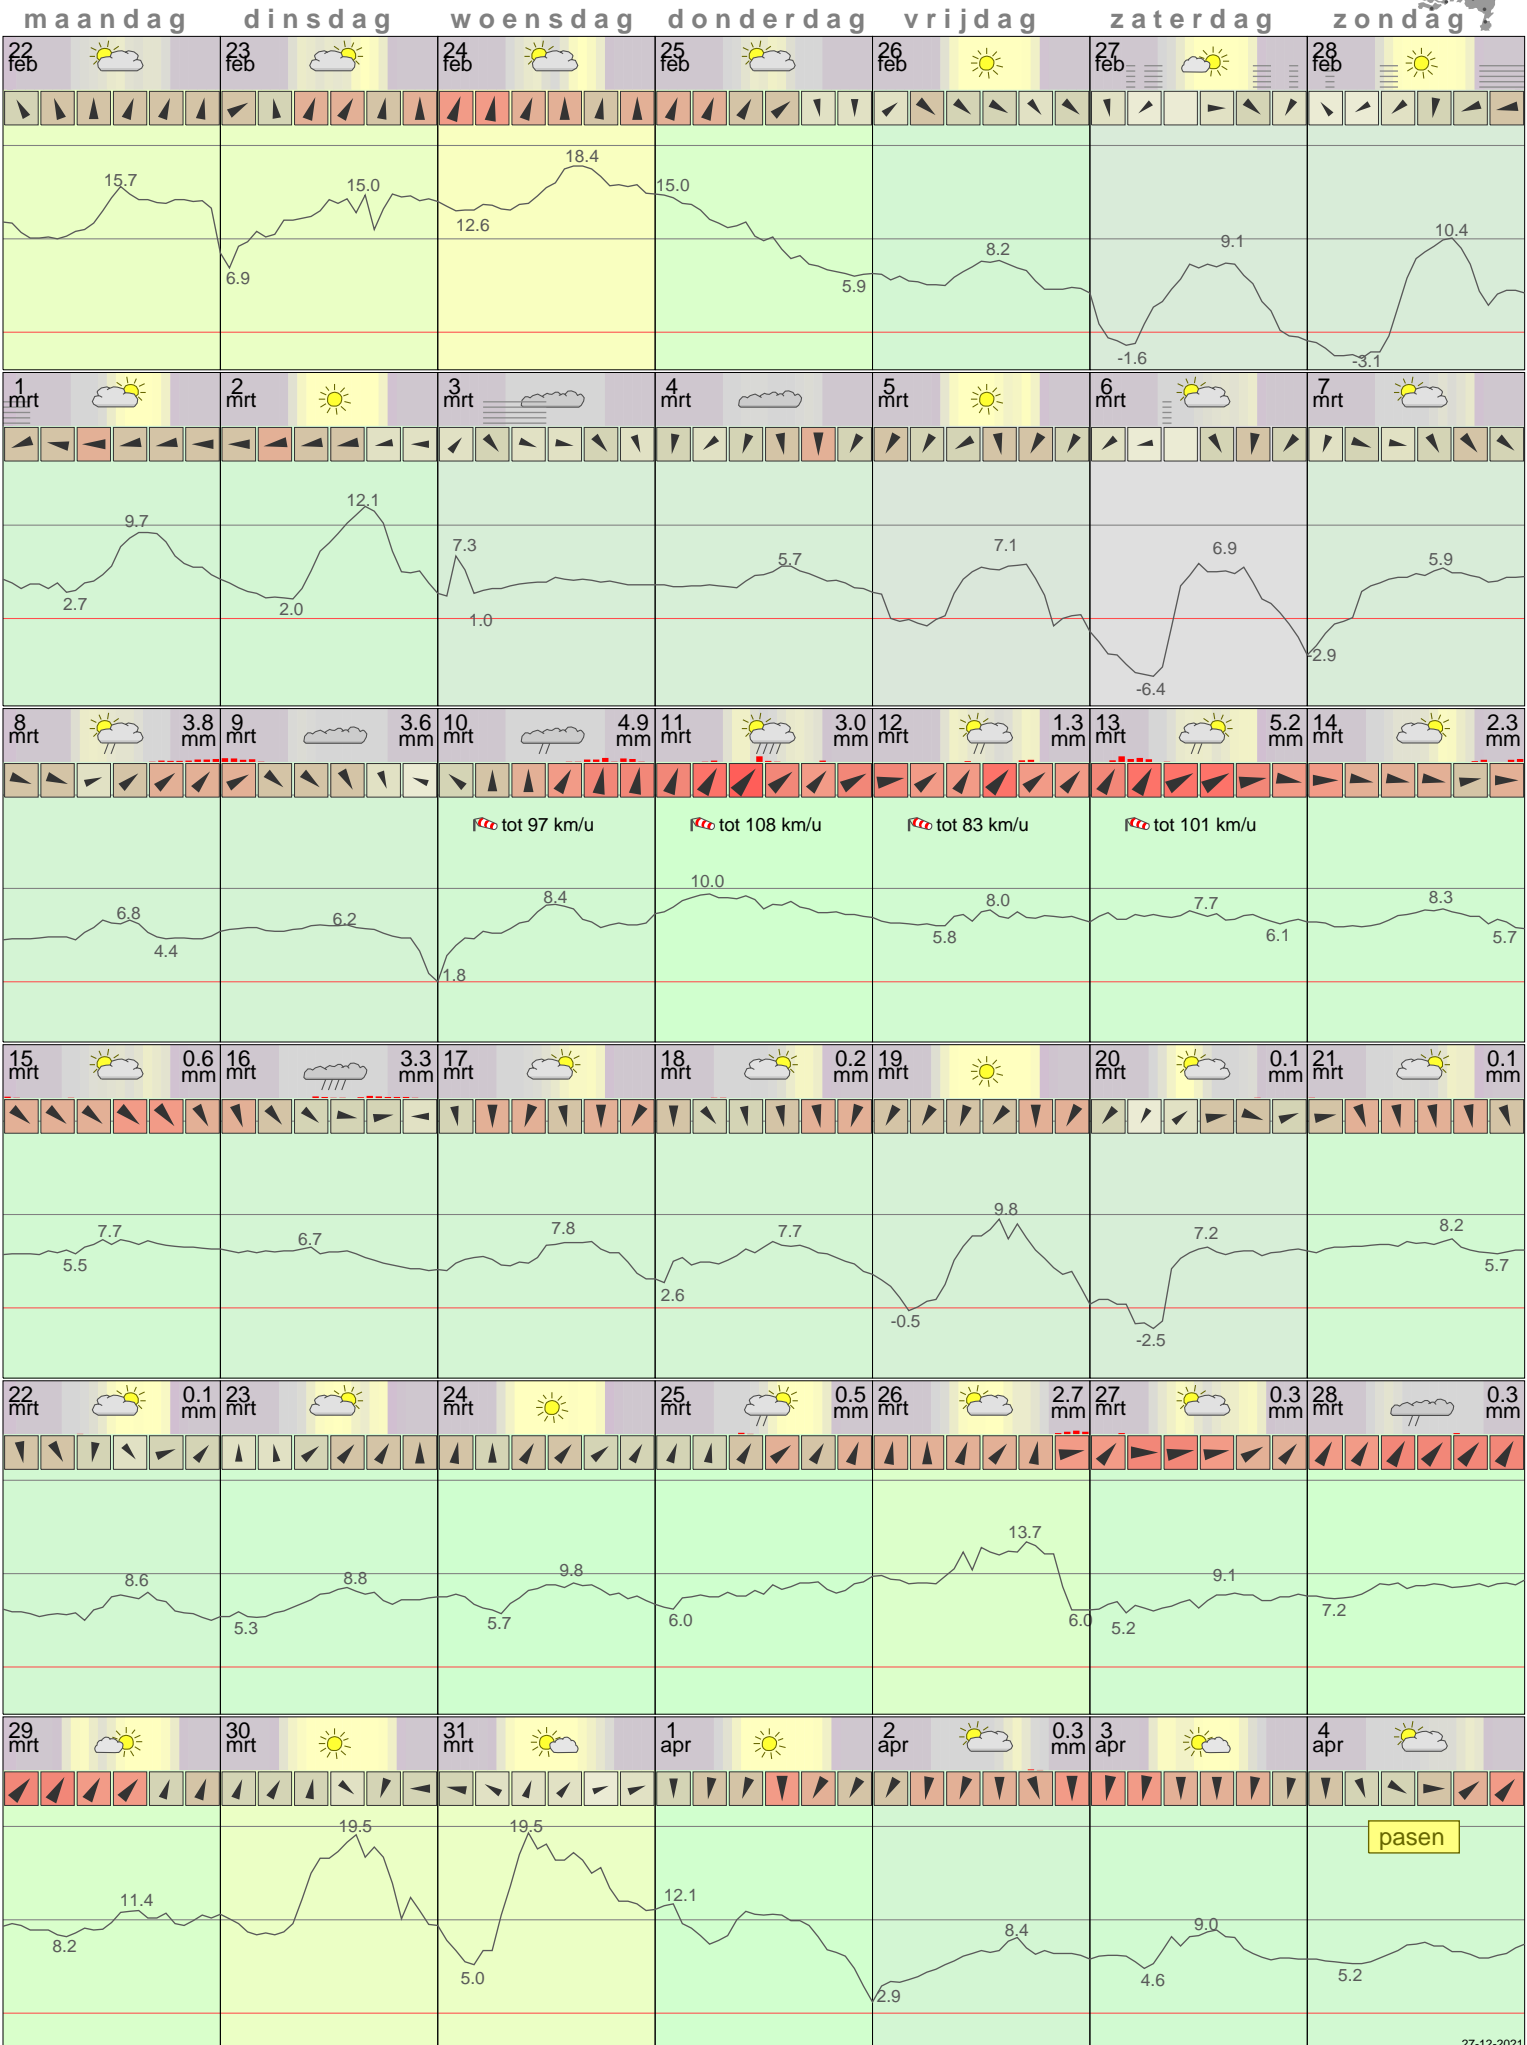 maandag dinsdag woensdag donderdag vrijdag zaterdag zondag
22 23 24 25 26 27 28
feb feb feb feb feb feb feb
15.7 15.0 18.4 15.0 8.2 9.1 10.4
6.9 12.6 5.9 -1.6 -3.1
1 2 3 4 5 6 7
mrt mrt mrt mrt mrt mrt mrt
9.7 12.1 7.3 5.7 7.1 6.9 5.9
2.7 2.0 1.0 -6.4 -2.9
8 3.8 9 3.6 10 4.9 11 3.0 12 1.3 13 5.2 14 2.3
mrt mm mrt mm mrt mm mrt mm mrt mm mrt mm mrt mm
tot 97 km/u tot 108 km/u tot 83 km/u tot 101 km/u
6.8 6.2 8.4 10.0 8.0 7.7 8.3
4.4 1.8 5.8 6.1 5.7
15 0.6 16 3.3 17 18 0.2 19 20 0.1 21 0.1
mrt mm mrt mm mrt mrt mm mrt mrt mm mrt mm
7.7 6.7 7.8 7.7 9.8 7.2 8.2
5.5 2.6 -0.5 -2.5 5.7
22 0.1 23 24 25 0.5 26 2.7 27 0.3 28 0.3
mrt mm mrt mrt mrt mm mrt mm mrt mm mrt mm
8.6 8.8 9.8 13.7 9.1
5.3 5.7 6.0 6.0 5.2 7.2
29 30 31 1 2 0.3 3 4
mrt mrt mrt apr apr mm apr apr
pasen
11.4 19.5 19.5 12.1 8.4 9.0
8.2 5.0 2.9 4.6 5.2
27-12-2021